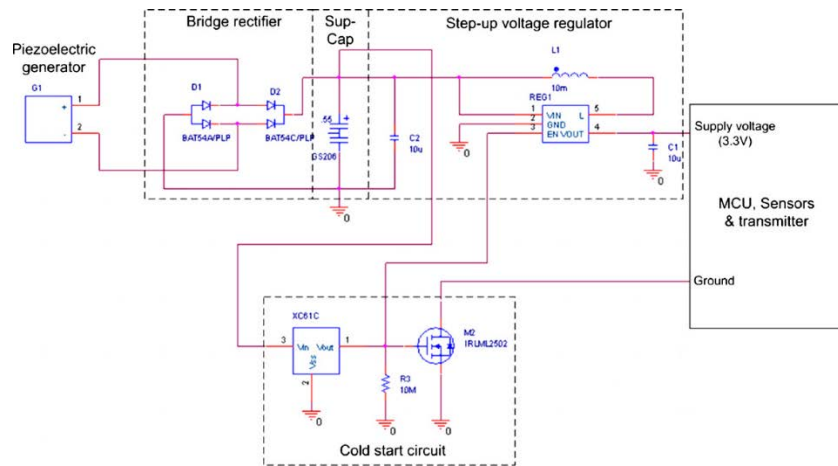 Bridge rectifier
Sup-
Cap
Step-up voltage regulator
Piezoelectric
generator
G1
1
+
-
2
D1
D2
BAT54A/PLP
BAT54C/PLP
.55
+
GS206
0
C2
10u
L1
10m
REG1
1
VIN
L
5
2
GND
3
EN
VOUT
4
0
C1
10u
0
Supply voltage
(3.3V)
MCU, Sensors
& transmitter
Ground
XC61C
3
Vin
Vout
1
Vss
2
0
R3
10M
0
M2
IRLML2502
0
Cold start circuit